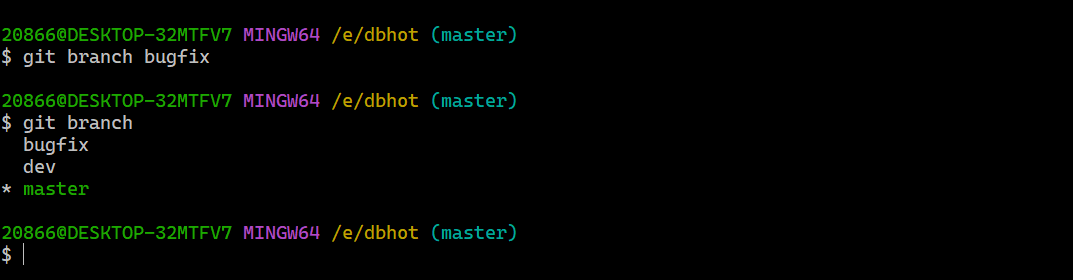 20866@DESKTOP-32MTFV7 MINGW64 /e/dbhot (master)
$ git branch bugfix
20866@DESKTOP-32MTFV7 MINGW64 /e/dbhot (master)
$ git branch
bugfix
dev
* master
20866@DESKTOP-32MTFV7 MINGW64 /e/dbhot (master)
$